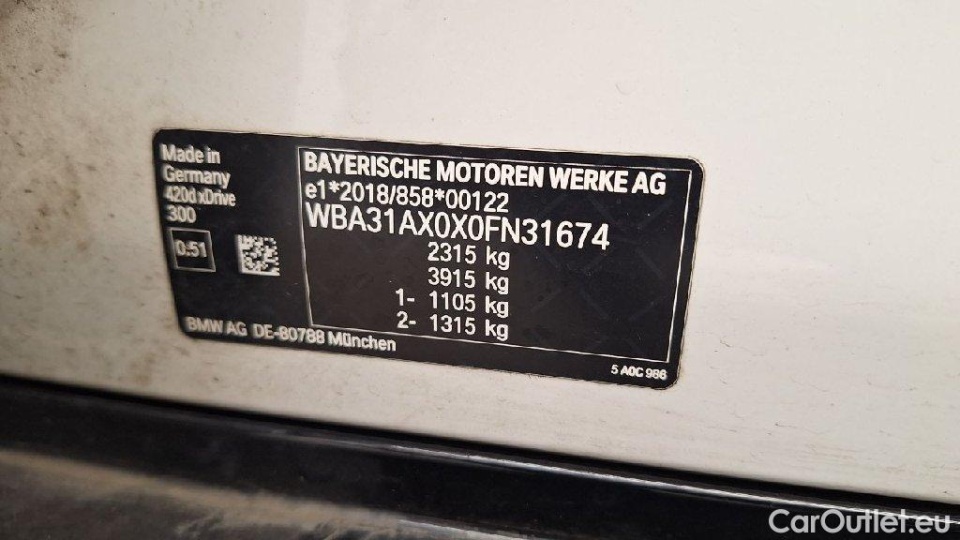 Made in
Germany
420d xDrive
300
0.51
BAYERISCHE MOTOREN WERKE AG
e1*2018/858*00122
WBA31AX0X0FN31674
2315 kg
3915 kg
1- 1105 kg
2- 1315 kg
BMW AG DE-80788 München
5 A0C 986
CarOutlet.eu